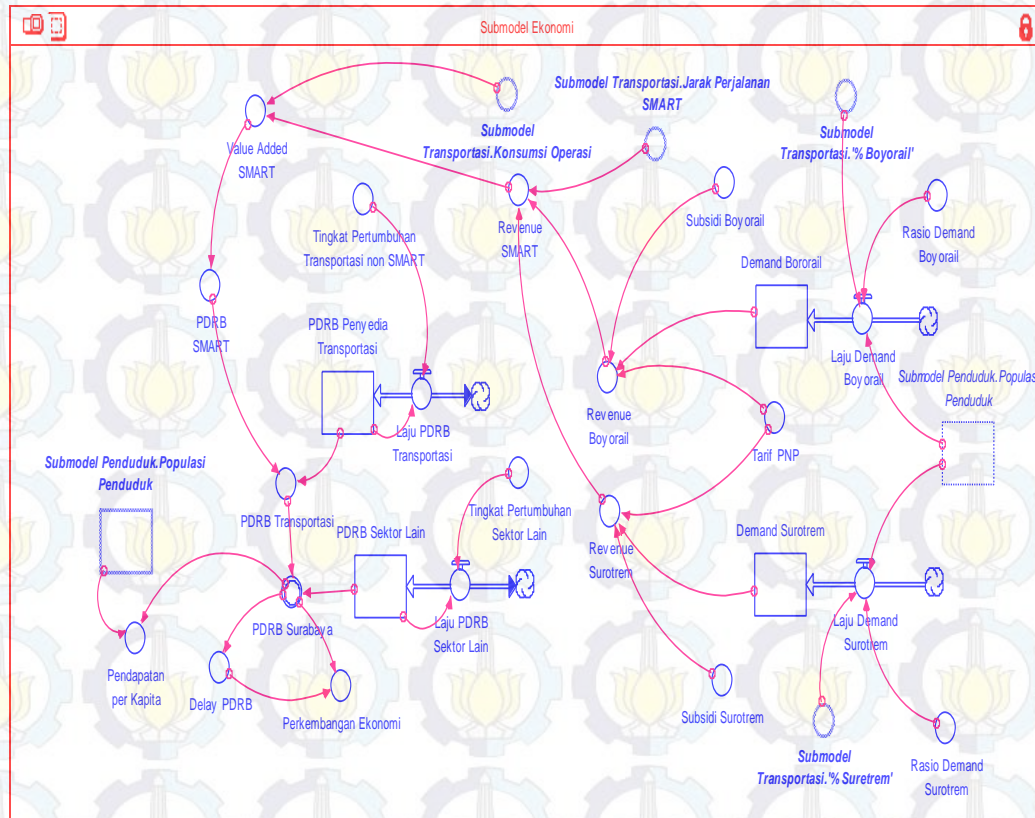 Submodel Ekonomi
Submodel Transportasi.Jarak Perjalanan
SMART
Submodel
Transportasi.Konsumsi Operasi
Submodel
Transportasi.'% Boyorail'
Value Added
SMART
Revenue
SMART
Subsidi Boyorail
Rasio Demand
Boyorail
Tingkat Pertumbuhan
Transportasi non SMART
Demand Bororail
PDRB
SMART
PDRB Penyedia
Transportasi
Laju Demand
Boyorail
Submodel Penduduk.Populas
Penduduk
Revenue
Boyorail
Laju PDRB
Transportasi
Tarif PNP
Submodel Penduduk.Populasi
Penduduk
PDRB Transportasi
Tingkat Pertumbuhan
Sektor Lain
PDRB Sektor Lain
Revenue
Surotrem
Demand Surotrem
PDRB Surabaya
Laju PDRB
Sektor Lain
Laju Demand
Surotrem
Pendapatan
per Kapita
Delay PDRB
Perkembangan Ekonomi
Subsidi Surotrem
Submodel
Transportasi.'% Suretrem'
Rasio Demand
Surotrem